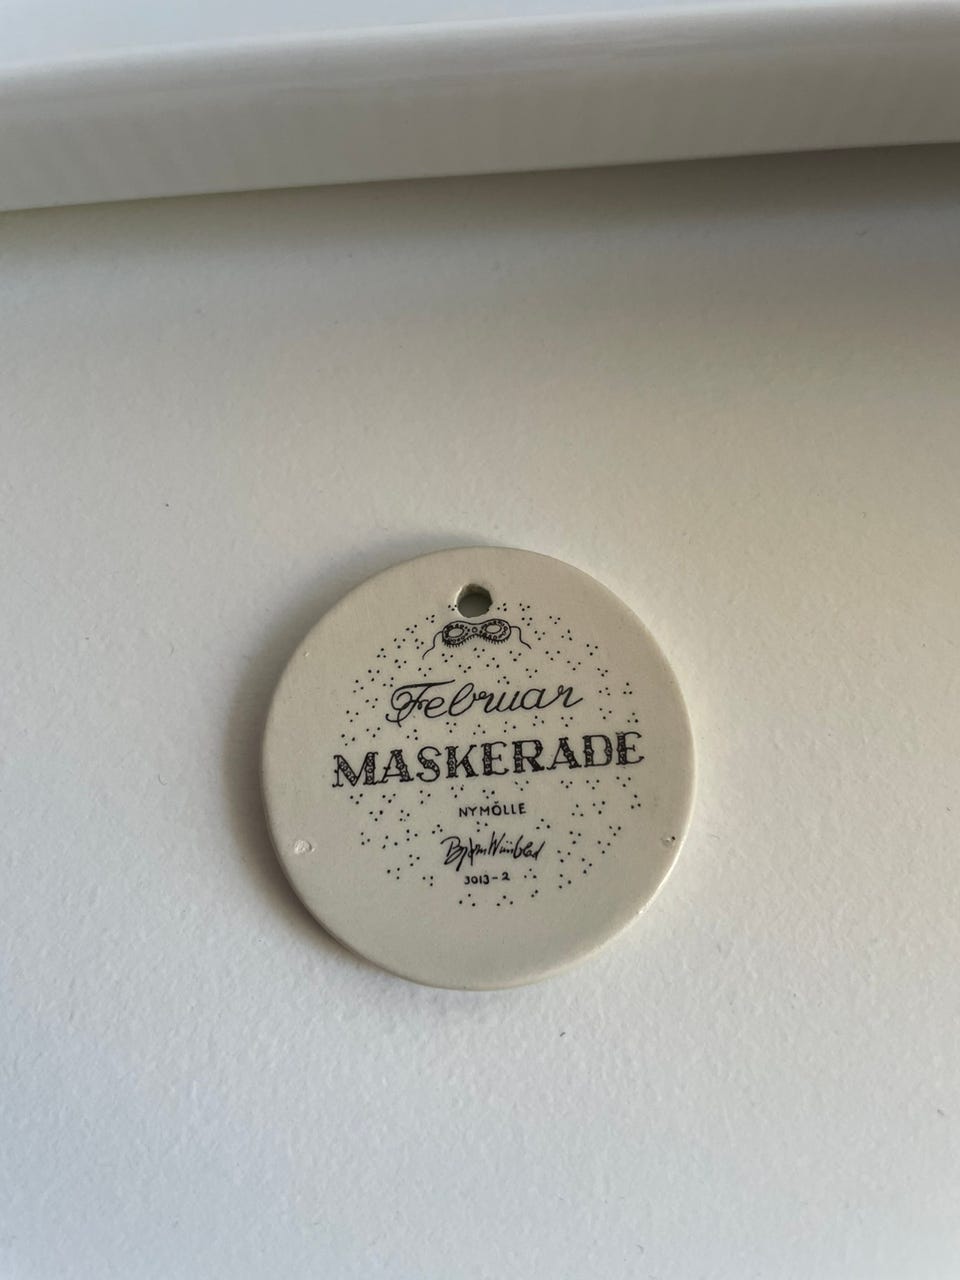 Februar
MASKERADE
NYMÖLLE
Bjørn Wiinblad
3013-2